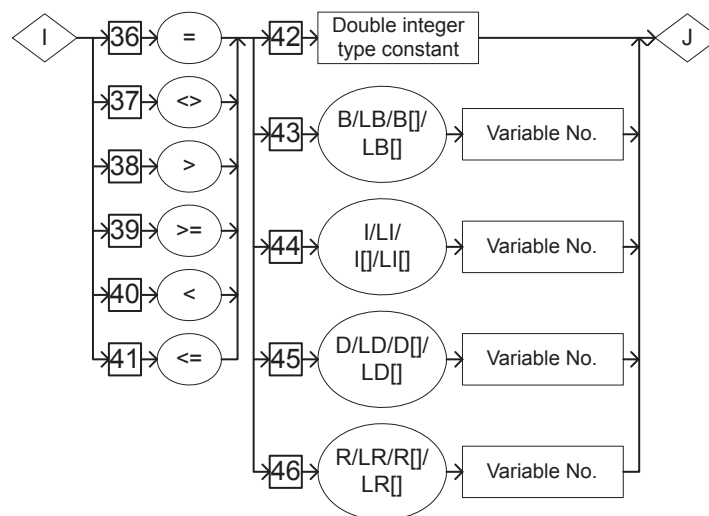 I 36 = 42 Double integer type constant J
37 <>
43 B/LB/B[]/ LB[] Variable No.
38 >
39 >=
44 I/LI/ I[]/LI[] Variable No.
40 <
41 <=
45 D/LD/D[]/ LD[] Variable No.
46 R/LR/R[]/ LR[] Variable No.